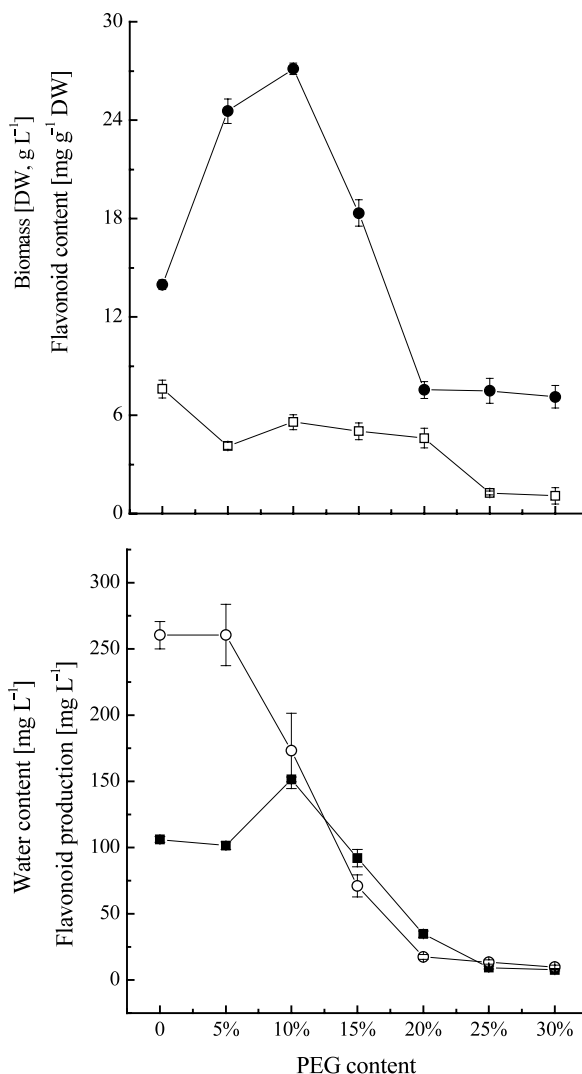 Biomass [DW, g L⁻¹]
Flavonoid content [mg g⁻¹ DW]
30
24
18
12
6
0
Water content [mg L⁻¹]
Flavonoid production [mg L⁻¹]
300
250
200
150
100
50
0
0 5% 10% 15% 20% 25% 30%
PEG content